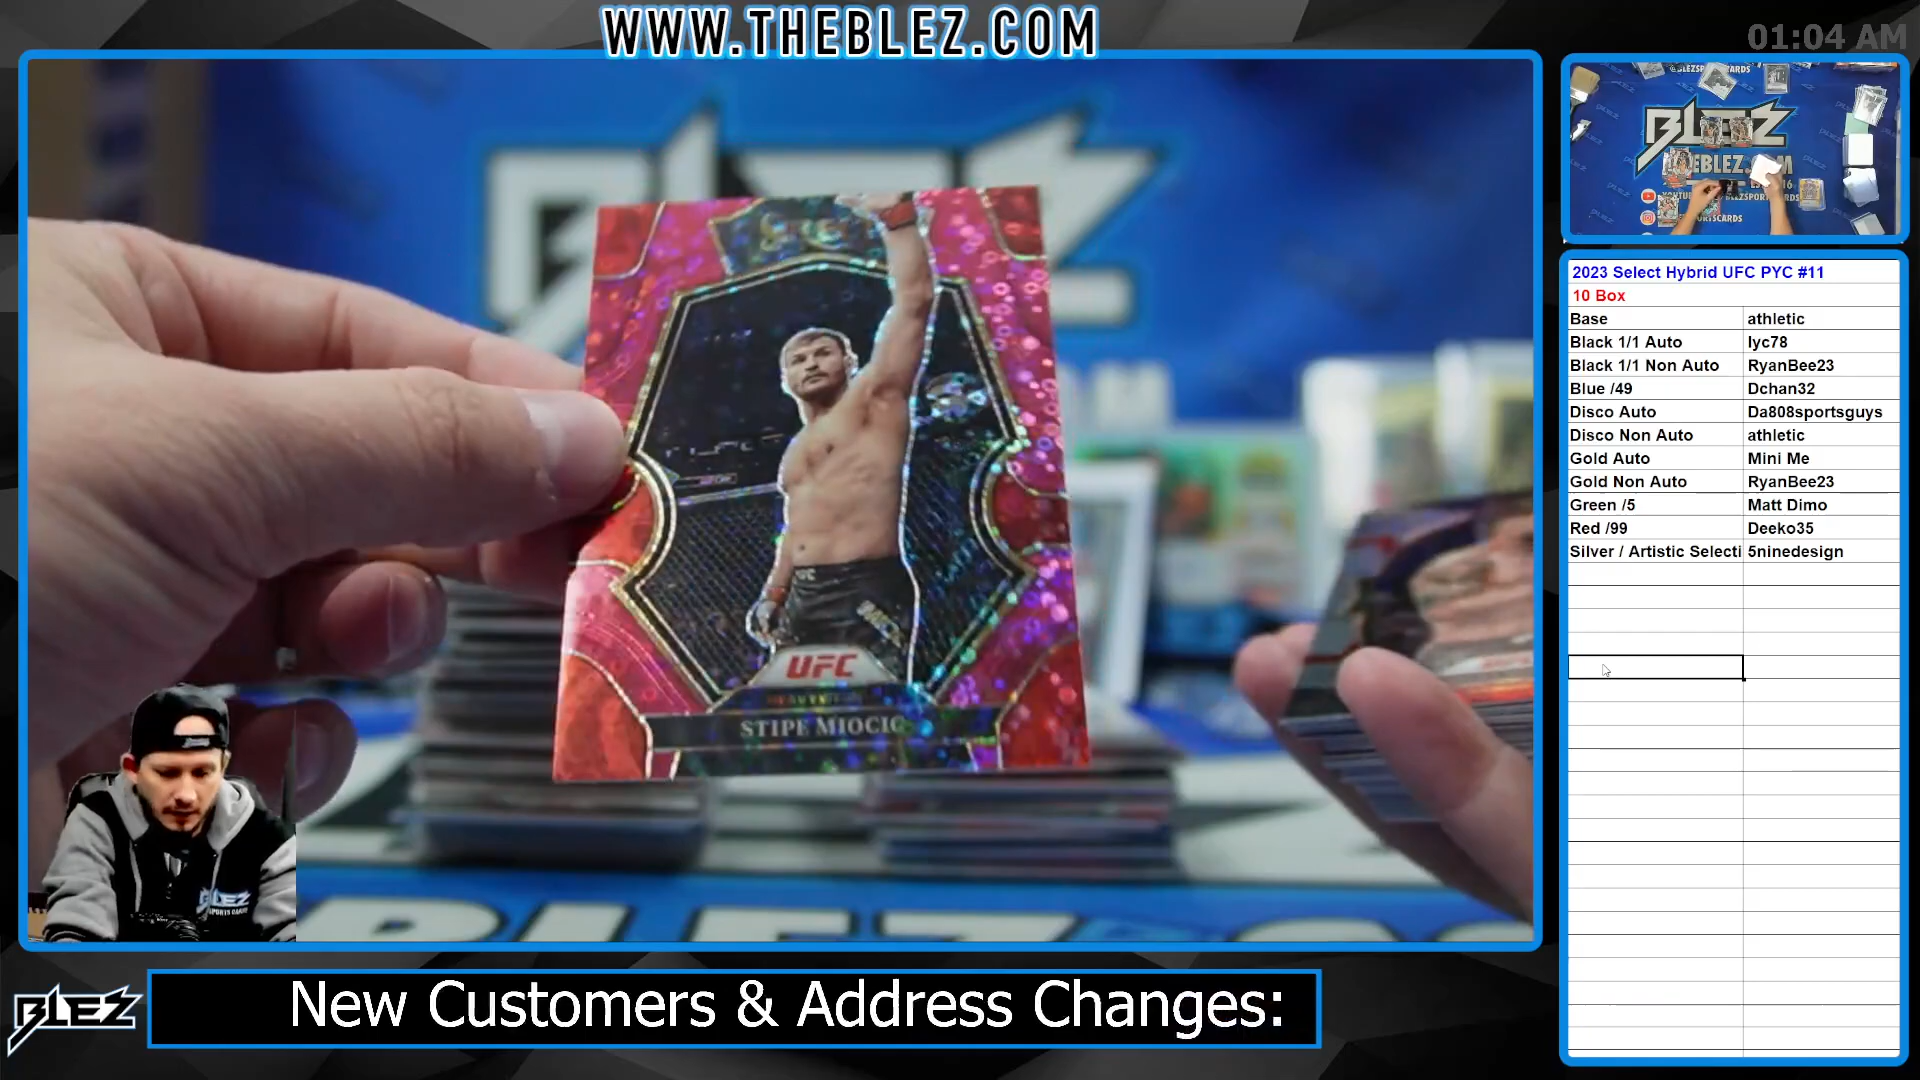 WWW.THEBLEZ.COM
01:04 AM
BLEZ
UFC
STIPE MIOCIC
2023 Select Hybrid UFC PYC #11
10 Box
Base athletic
Black 1/1 Auto lyc78
Black 1/1 Non Auto RyanBee23
Blue /49 Dchan32
Disco Auto Da808sportsguys
Disco Non Auto athletic
Gold Auto Mini Me
Gold Non Auto RyanBee23
Green /5 Matt Dimo
Red /99 Deeko35
Silver / Artistic Selecti 5ninedesign
BLEZ
New Customers & Address Changes: